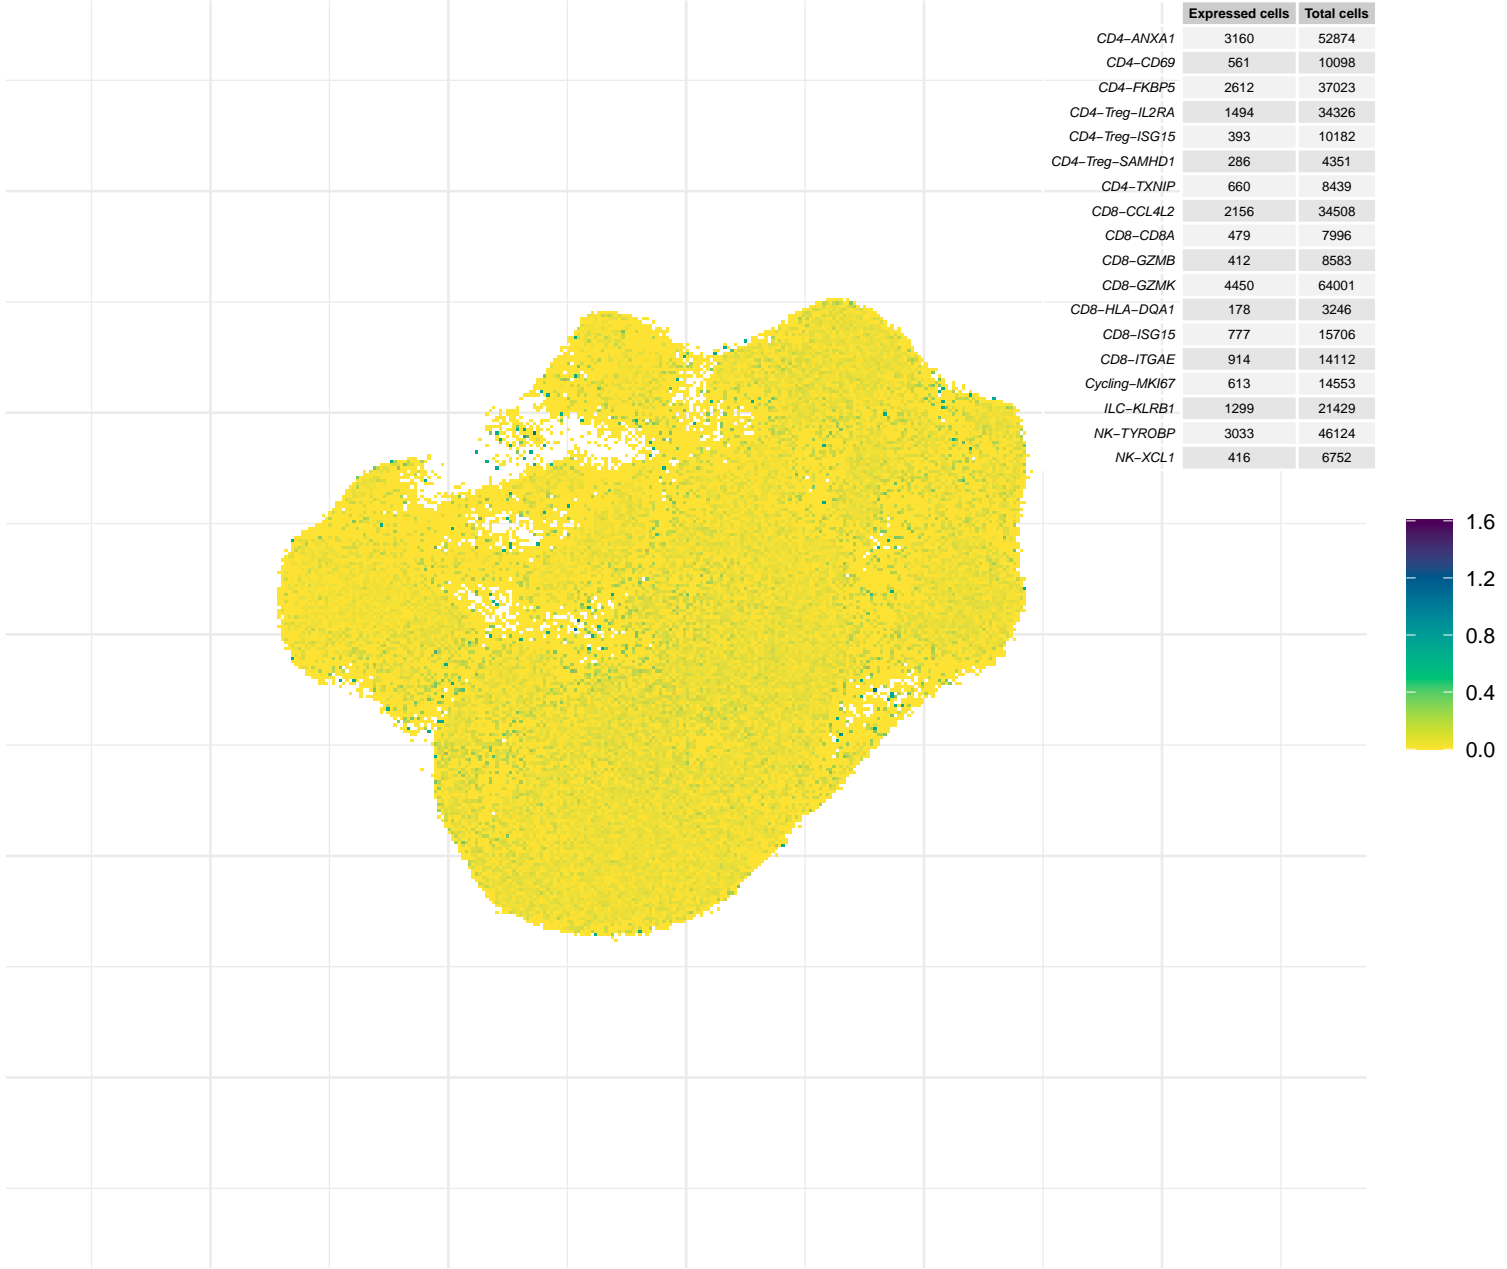 Expressed cells Total cells
CD4−ANXA1 3160 52874
CD4−CD69 561 10098
CD4−FKBP5 2612 37023
CD4−Treg−IL2RA 1494 34326
CD4−Treg−ISG15 393 10182
CD4−Treg−SAMHD1 286 4351
CD4−TXNIP 660 8439
CD8−CCL4L2 2156 34508
CD8−CD8A 479 7996
CD8−GZMB 412 8583
CD8−GZMK 4450 64001
CD8−HLA−DQA1 178 3246
CD8−ISG15 777 15706
CD8−ITGAE 914 14112
Cycling−MKI67 613 14553
ILC−KLRB1 1299 21429
NK−TYROBP 3033 46124
NK−XCL1 416 6752
1.6
1.2
0.8
0.4
0.0